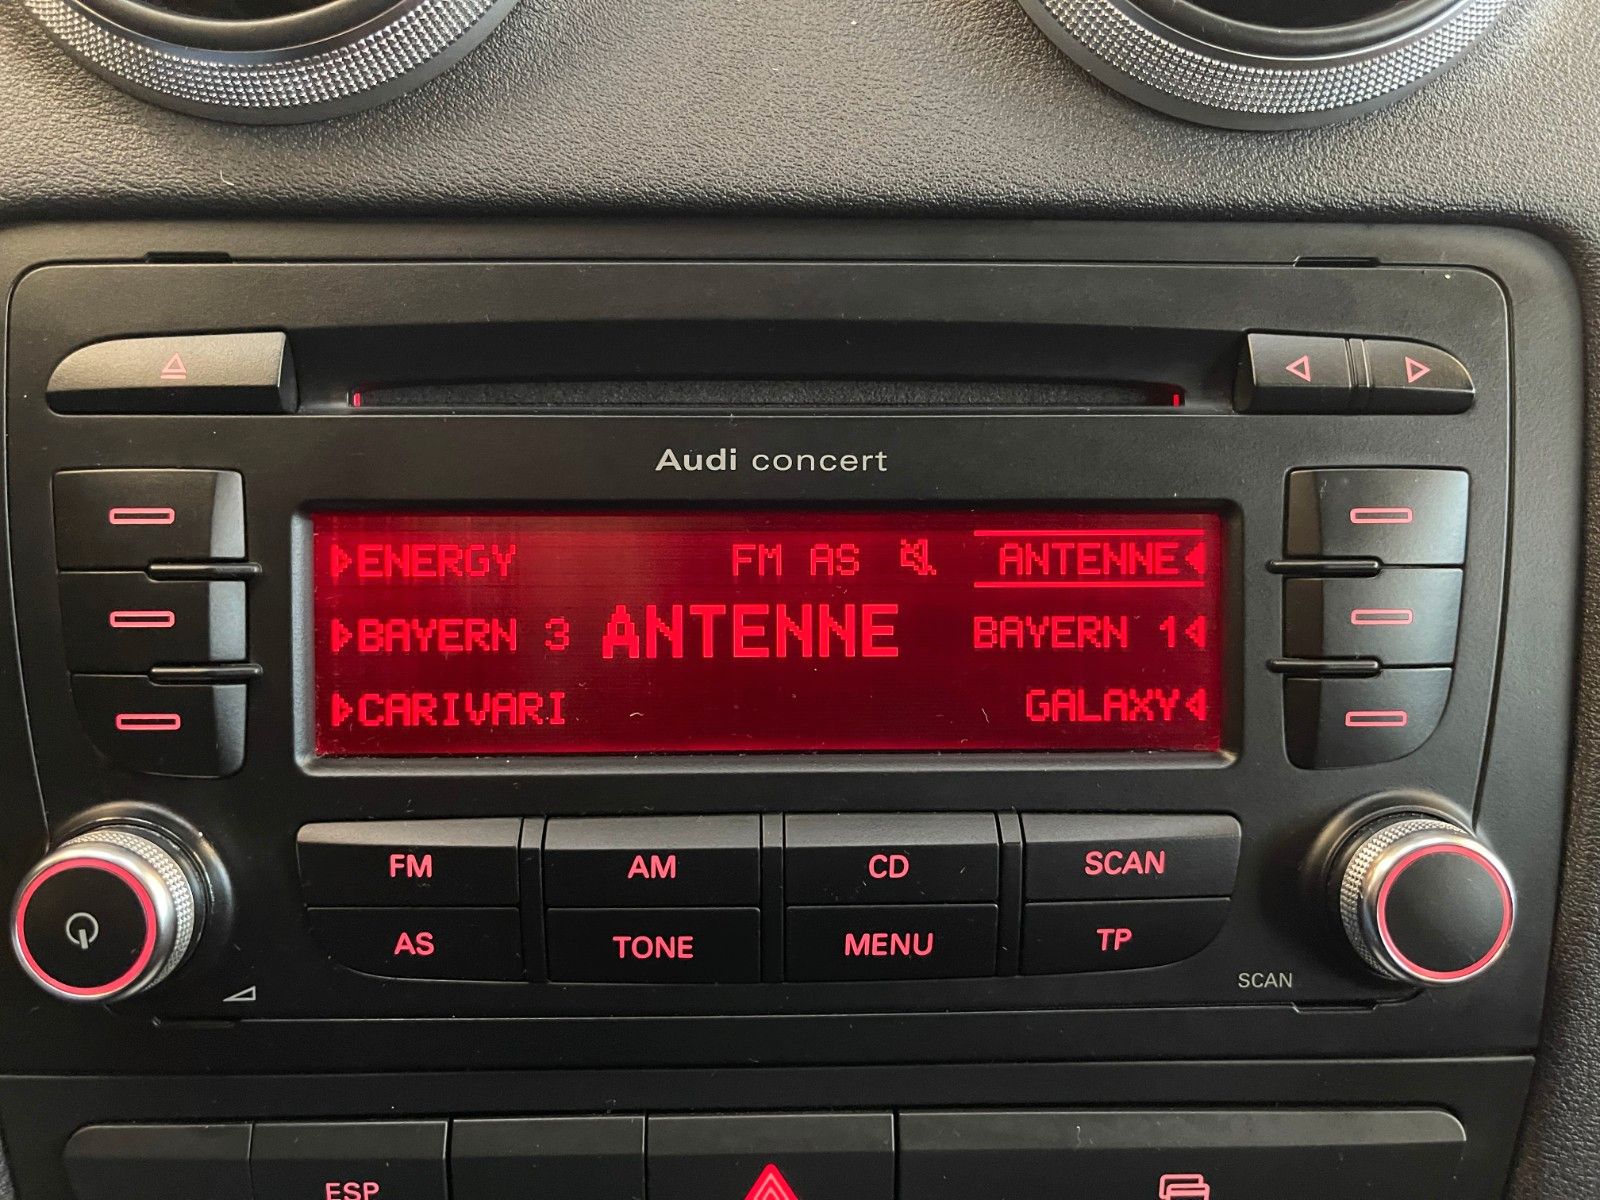 Audi concert
ENERGY FM AS ANTENNE
BAYERN 3 ANTENNE BAYERN 1
CARIVARI GALAXY
FM AM CD SCAN
AS TONE MENU TP
SCAN
ESP